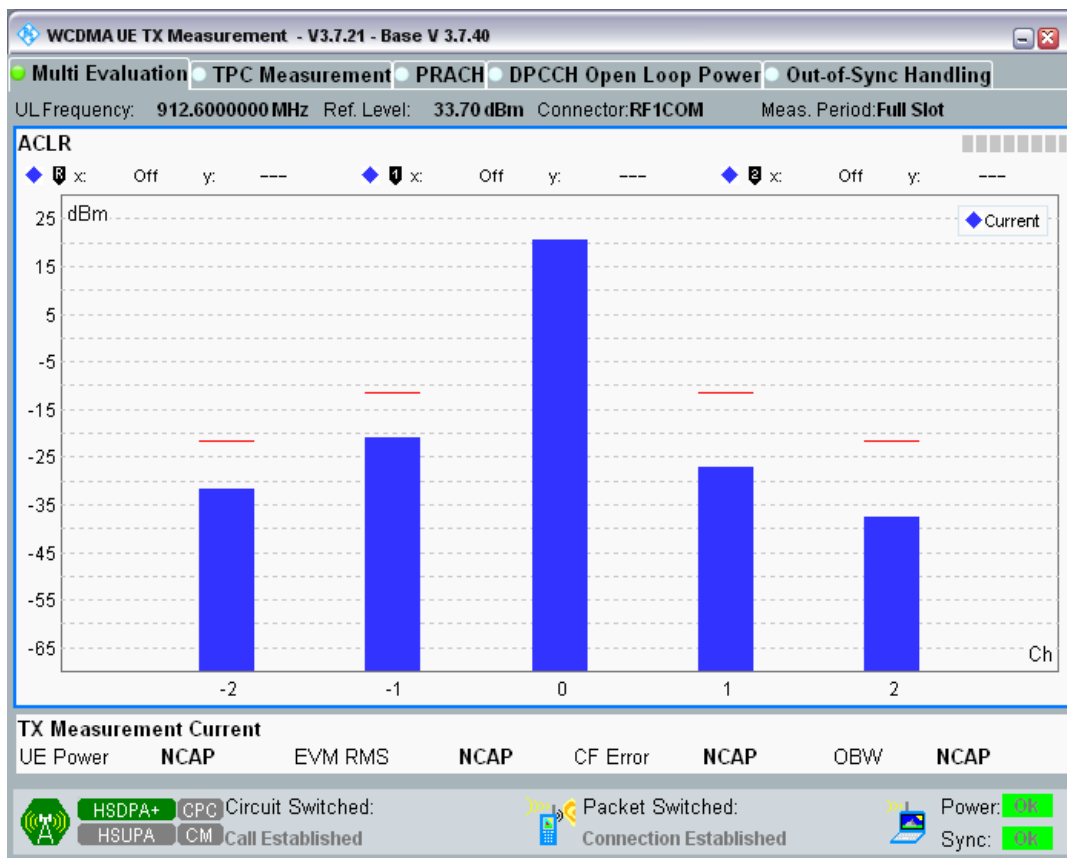 WCDMA UE TX Measurement - V3.7.21 - Base V 3.7.40
Multi Evaluation TPC Measurement PRACH DPCCH Open Loop Power Out-of-Sync Handling
UL Frequency: 912.6000000 MHz Ref. Level: 33.70 dBm Connector:RF1COM Meas. Period:Full Slot
ACLR
R x: Off y: --- 1 x: Off y: --- 2 x: Off y: ---
dBm
Current
25
15
5
-5
-15
-25
-35
-45
-55
-65
Ch
-2 -1 0 1 2
TX Measurement Current
UE Power NCAP EVM RMS NCAP CF Error NCAP OBW NCAP
HSDPA+ CPC Circuit Switched: Packet Switched: Power: Ok
HSUPA CM Call Established Connection Established Sync: Ok